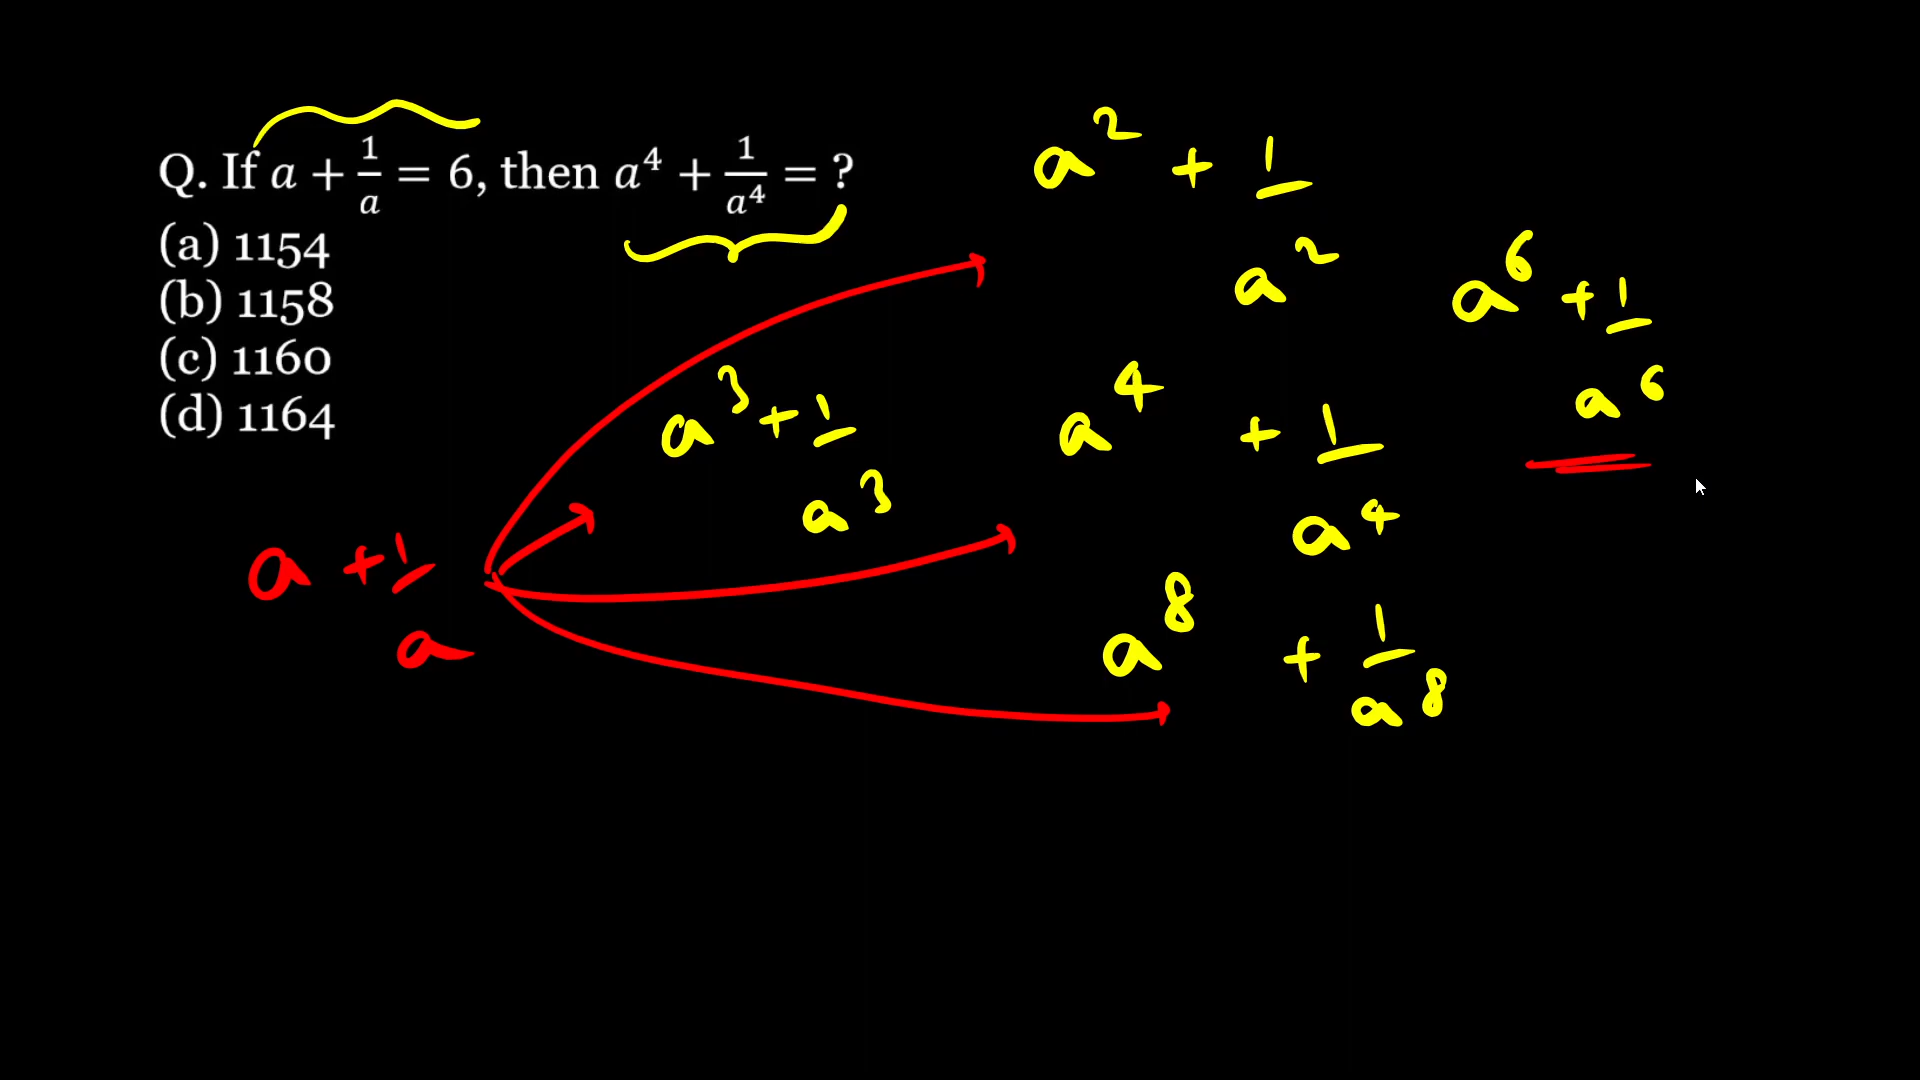 Q. If a + 1/a = 6, then a⁴ + 1/a⁴ = ?
(a) 1154
(b) 1158
(c) 1160
(d) 1164
a² + 1/a²
a⁶ + 1/a⁶
a³ + 1/a³
a⁴ + 1/a⁴
a + 1/a
a⁸ + 1/a⁸